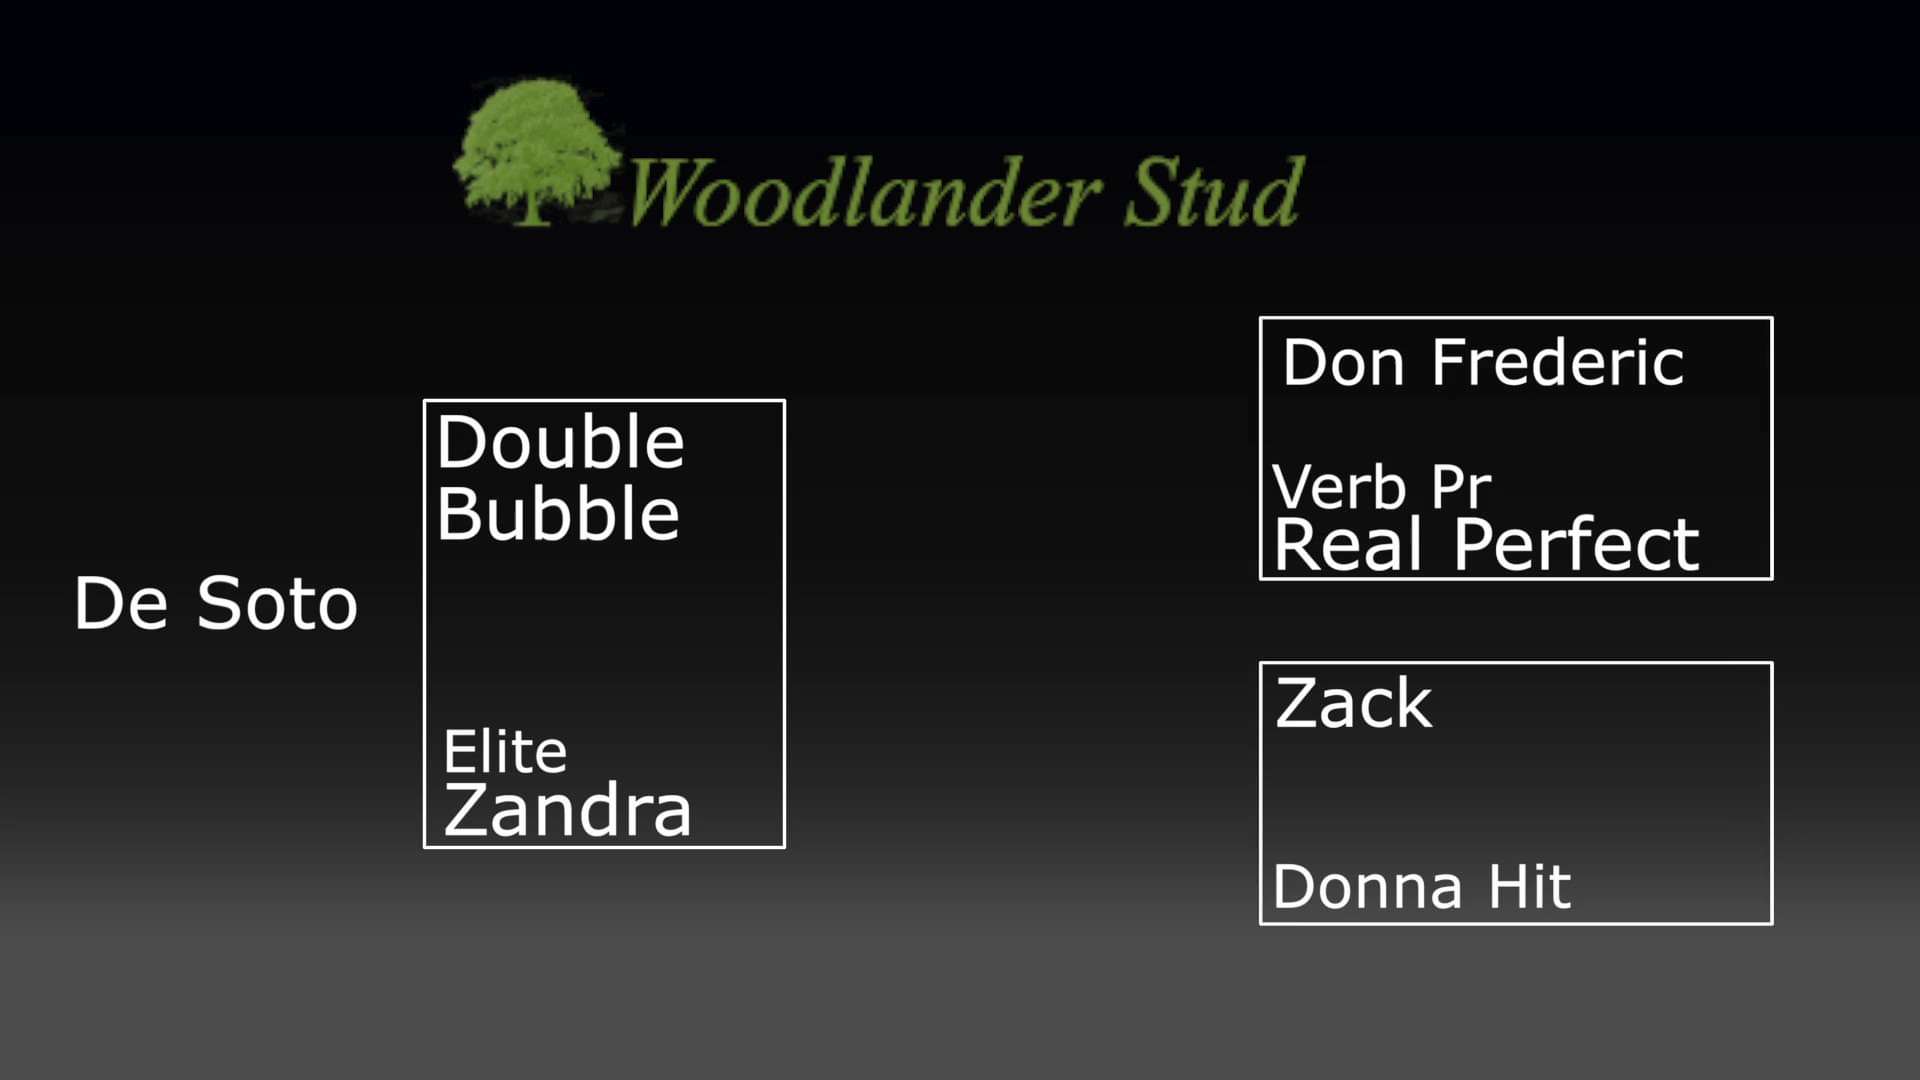 Woodlander Stud
De Soto
Double
Bubble
Elite
Zandra
Don Frederic
Verb Pr
Real Perfect
Zack
Donna Hit